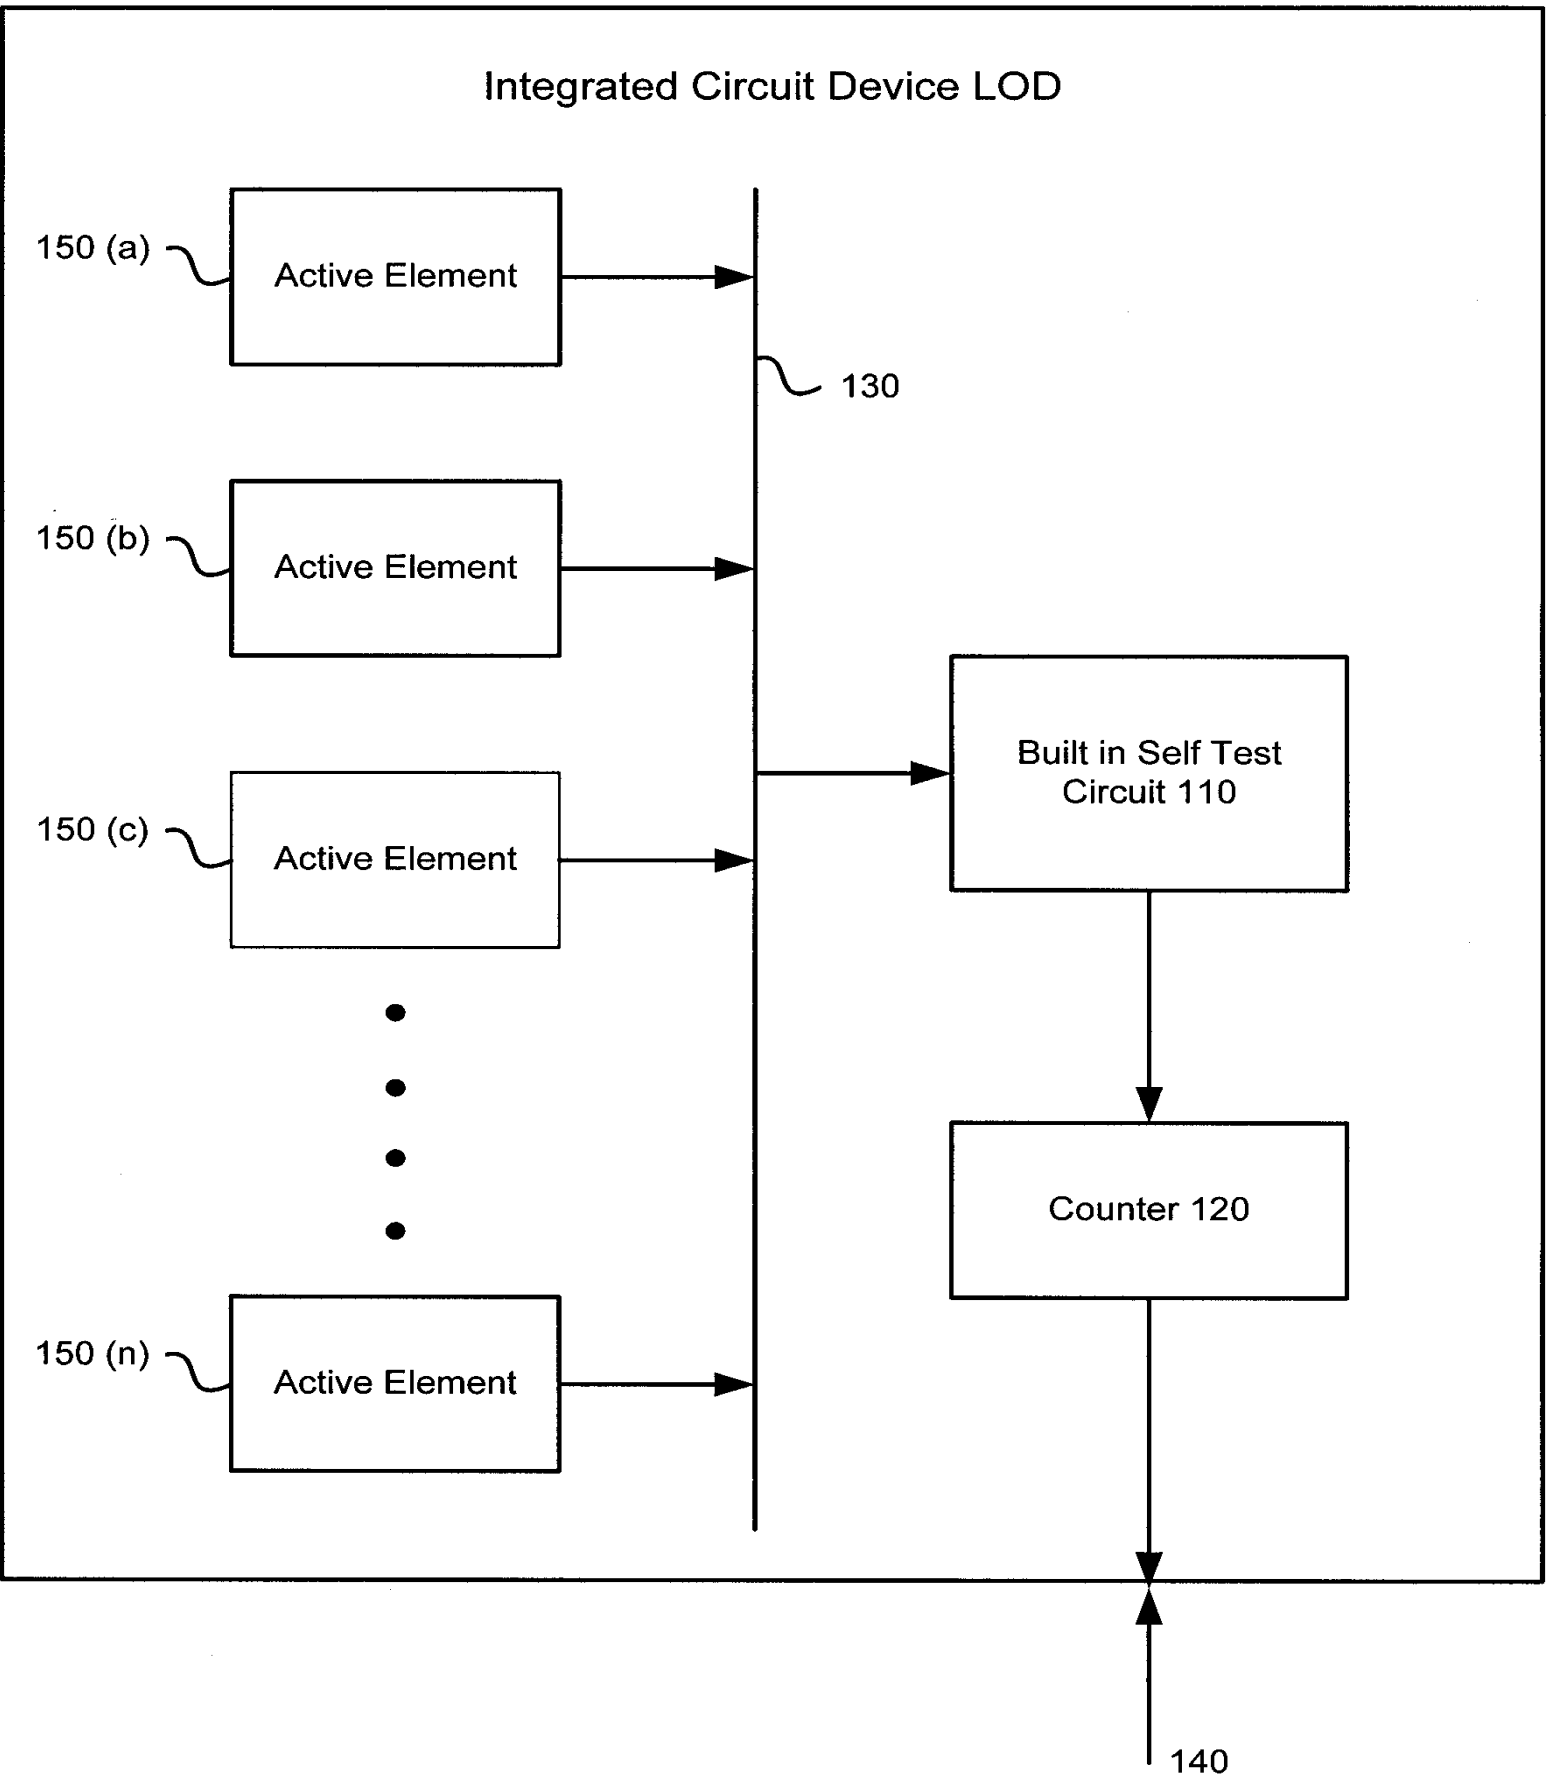 Integrated Circuit Device LOD
150 (a)
Active Element
130
150 (b)
Active Element
Built in Self Test
Circuit 110
150 (c)
Active Element
Counter 120
150 (n)
Active Element
140